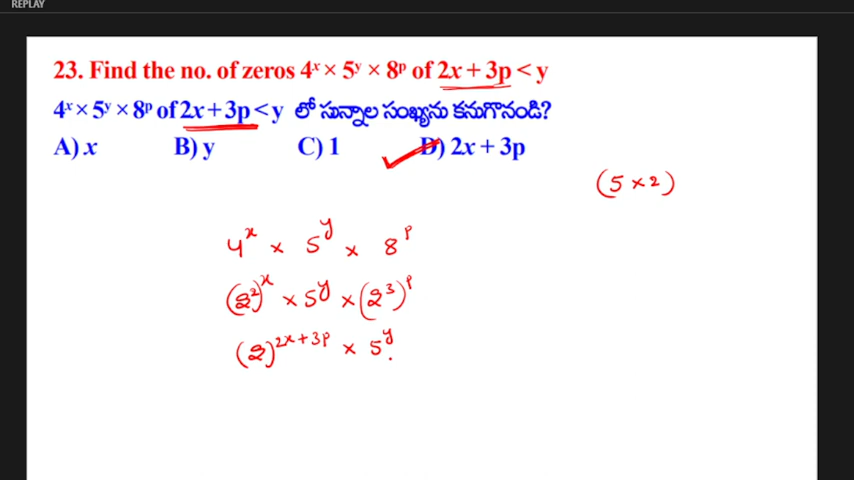 REPLAY
23. Find the no. of zeros 4ˣ × 5ʸ × 8ᵖ of 2x + 3p < y
4ˣ × 5ʸ × 8ᵖ of 2x + 3p < y లో సున్నాల సంఖ్యను కనుగొనండి?
A) x B) y C) 1 D) 2x + 3p
(5 × 2)
4ˣ × 5ʸ × 8ᵖ
(2²)ˣ × 5ʸ × (2³)ᵖ
(2)²ˣ⁺³ᵖ × 5ʸ